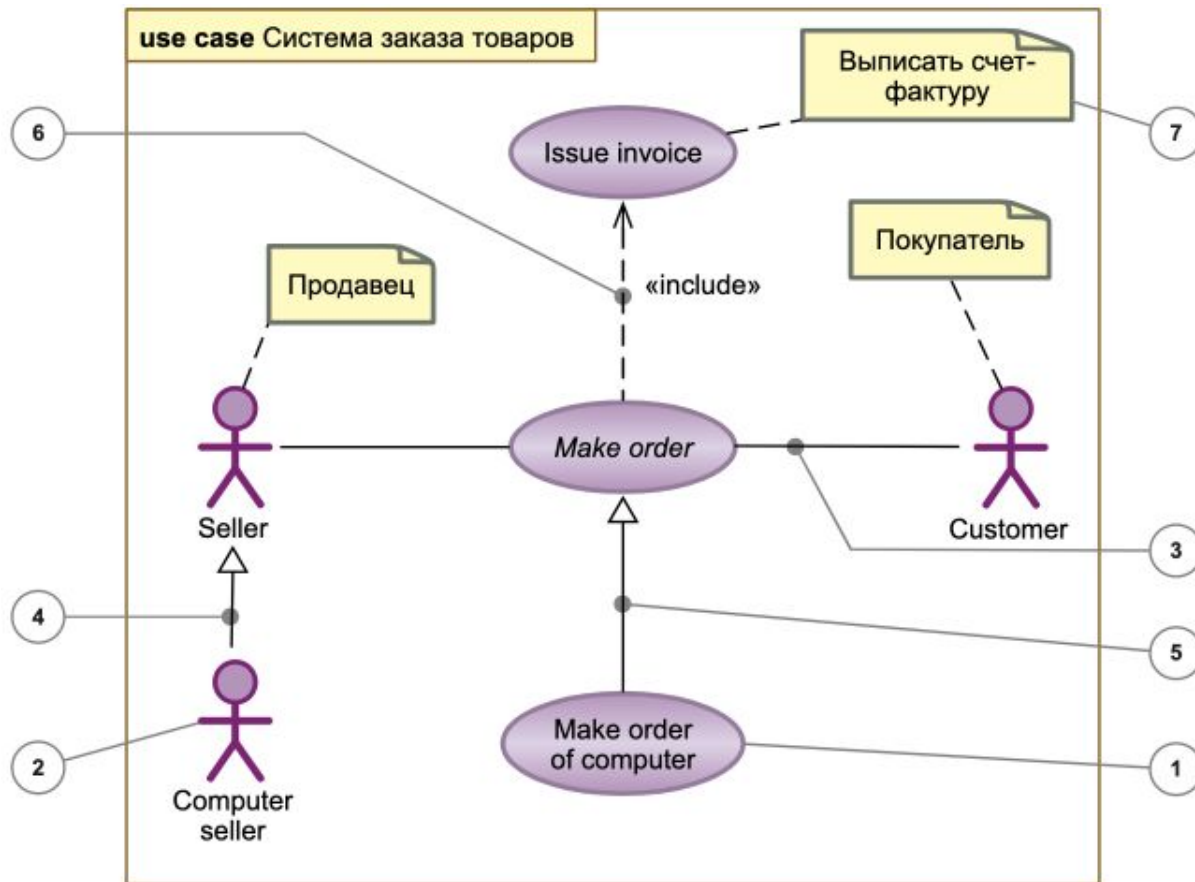 use case Система заказа товаров
Выписать счет-
фактуру
6
7
Issue invoice
Покупатель
Продавец
«include»
Make order
Seller
Customer
3
4
5
Make order
of computer
2
1
Computer
seller